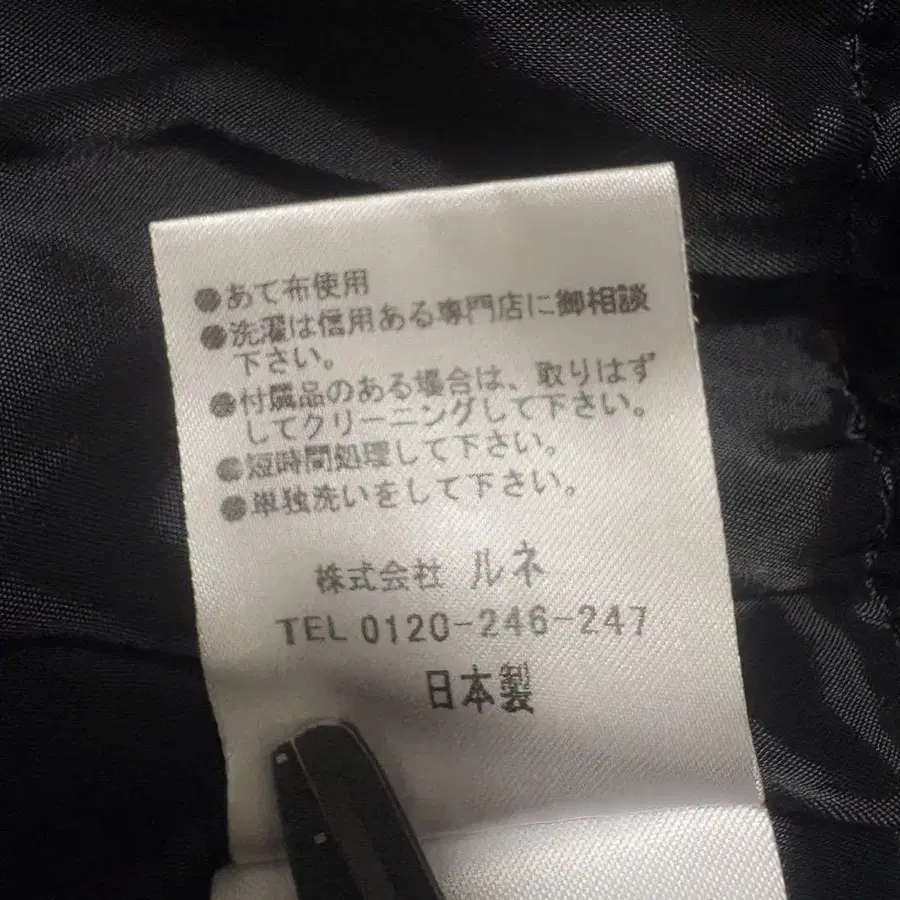 ●あて布使用
●洗濯は信用ある専門店に御相談
下さい。
●付属品のある場合は、取りはず
してクリーニングして下さい。
●短時間処理して下さい。
●単独洗いをして下さい。
株式会社 ルネ
TEL 0120-246-247
日本製